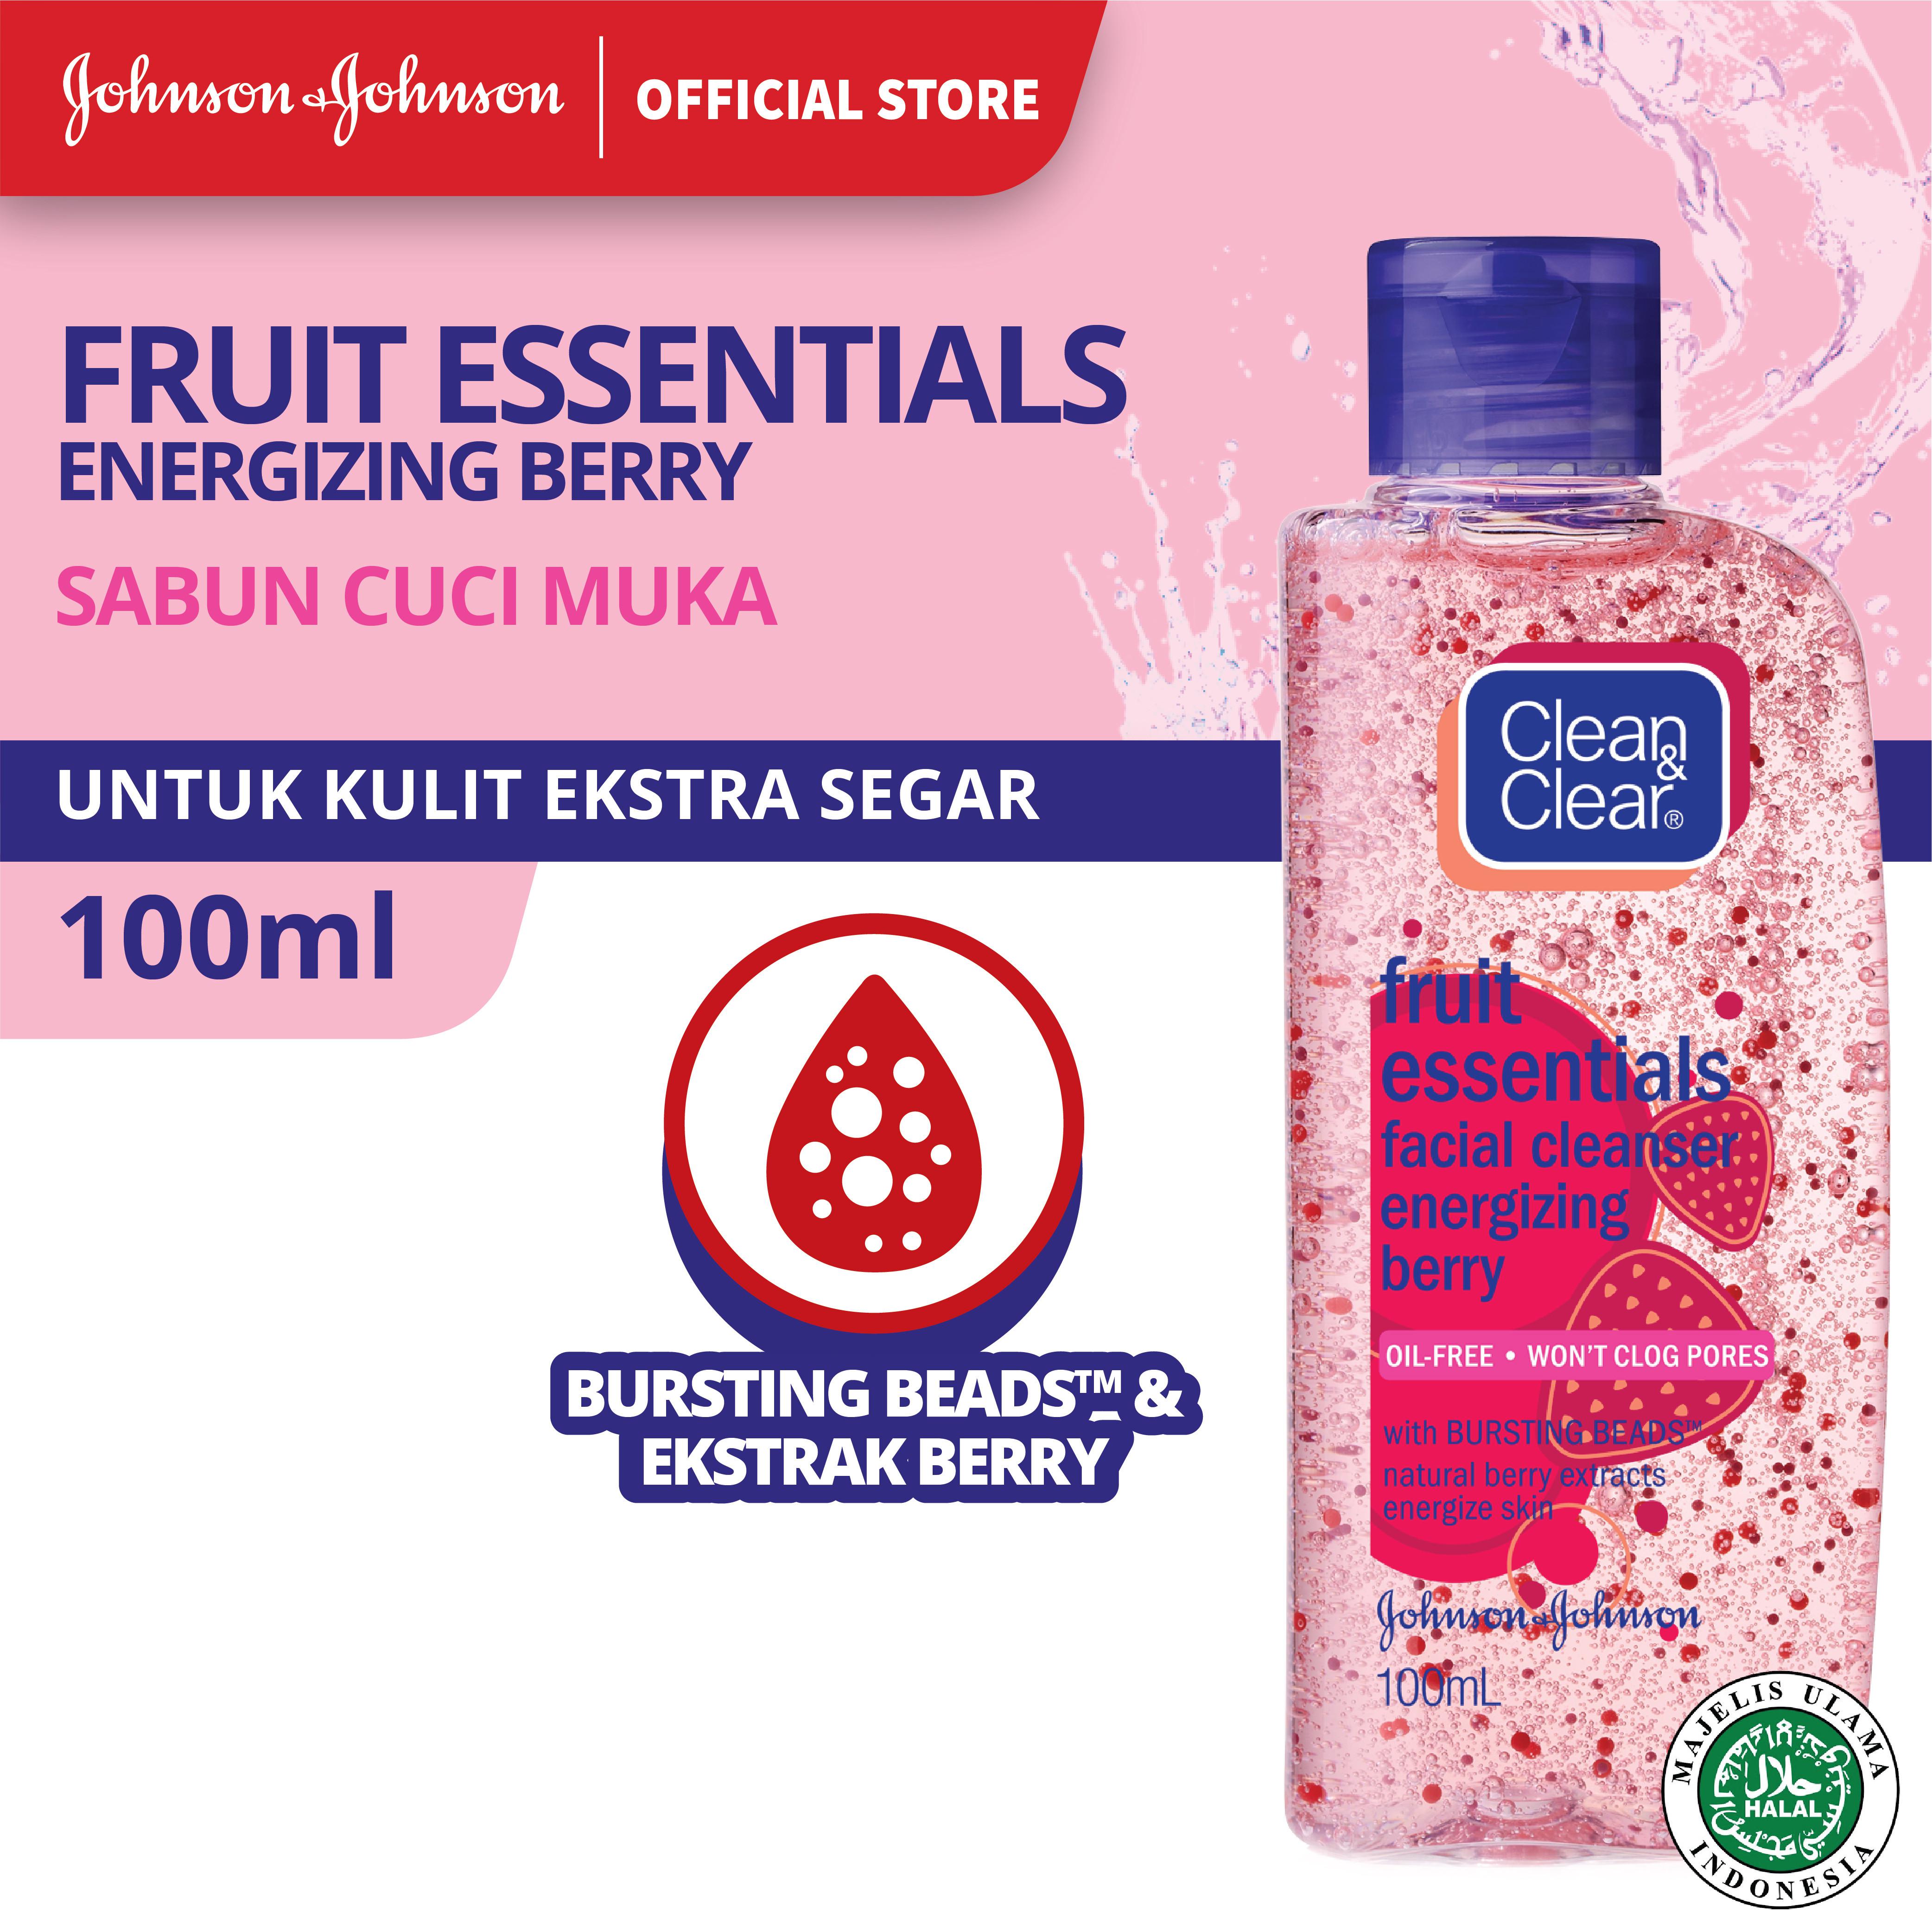 Johnson & Johnson
OFFICIAL STORE
FRUIT ESSENTIALS
ENERGIZING BERRY
SABUN CUCI MUKA
UNTUK KULIT EKSTRA SEGAR
100ml
BURSTING BEADS™ &
EKSTRAK BERRY
Clean
&
Clear®
fruit
essentials
facial cleanser
energizing
berry
OIL-FREE • WON'T CLOG PORES
with BURSTING BEADS™
natural berry extracts
energize skin
Johnson & Johnson
100mL
MAJELIS ULAMA
حلال
HALAL
INDONESIA